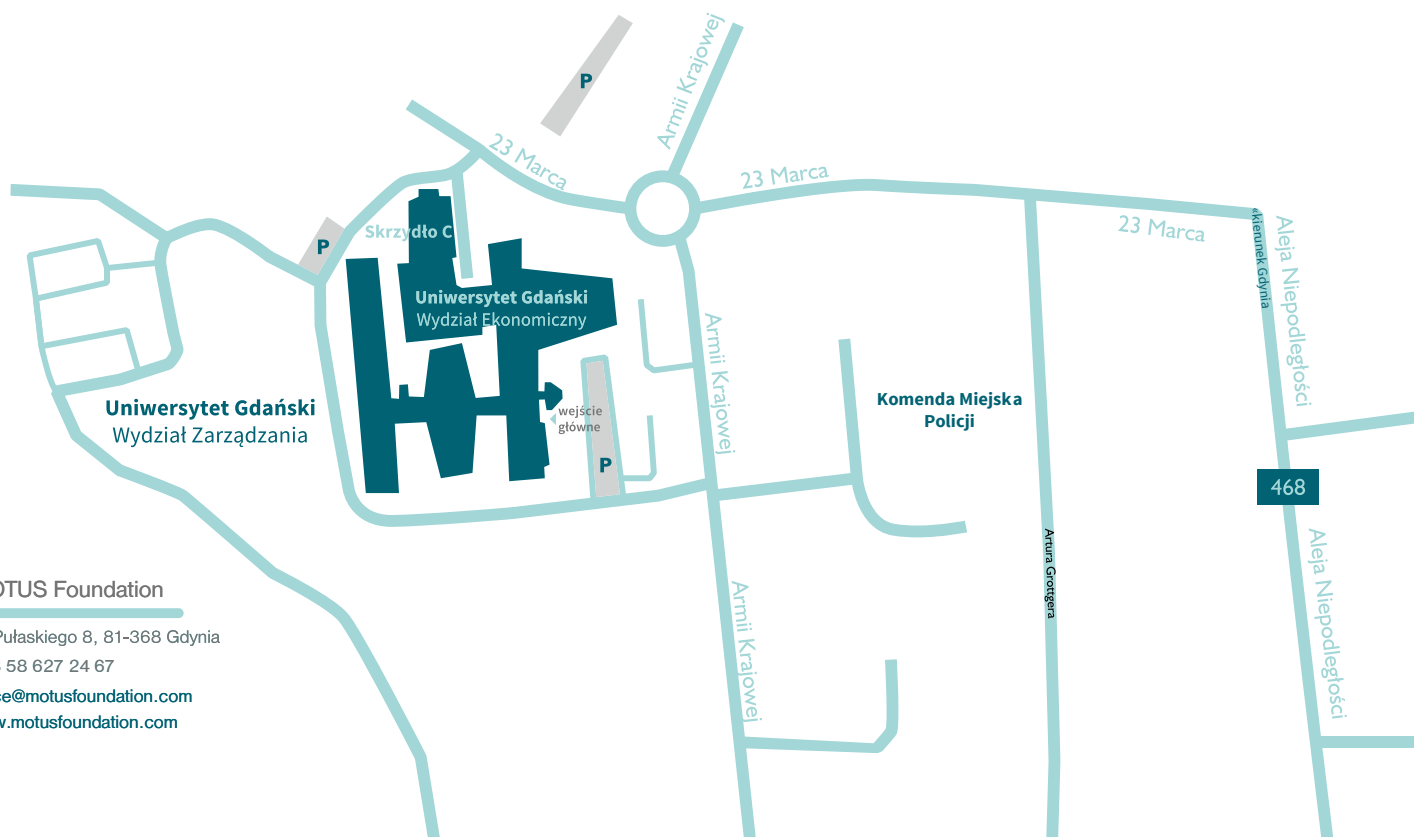 P
Armii Krajowej
23 Marca
23 Marca
23 Marca
P
Skrzydło C
«kierunek Gdynia
Aleja Niepodległości
Uniwersytet Gdański
Wydział Ekonomiczny
Armii Krajowej
Komenda Miejska
Policji
Uniwersytet Gdański
Wydział Zarządzania
wejście
główne
P
468
Artura Grottgera
Aleja Niepodległości
Armii Krajowej
OTUS Foundation
Pułaskiego 8, 81-368 Gdynia
58 627 24 67
ce@motusfoundation.com
w.motusfoundation.com